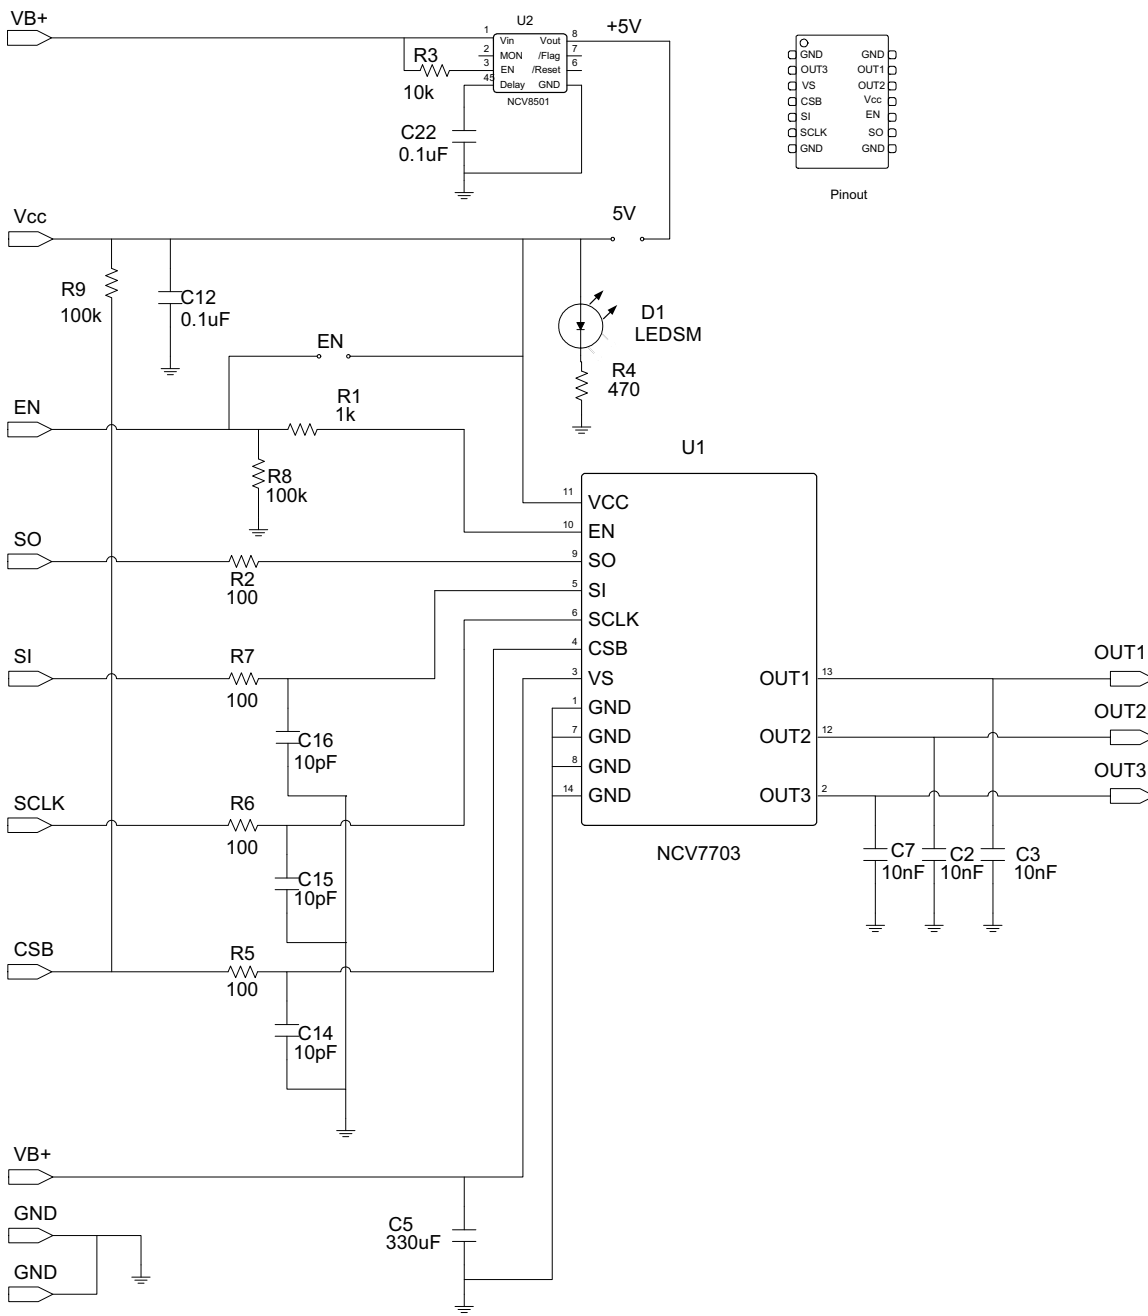 VB+
U2
+5V
1
Vin
Vout
8
2
MON
/Flag
7
3
EN
/Reset
6
4
5
Delay
GND
NCV8501
R3
10k
C22
0.1uF
GND
GND
OUT3
OUT1
VS
OUT2
CSB
Vcc
SI
EN
SCLK
SO
GND
GND
Pinout
Vcc
5V
R9
100k
C12
0.1uF
D1
LEDSM
EN
R4
470
EN
R1
1k
R8
100k
U1
11
VCC
10
EN
SO
9
SO
R2
100
5
SI
6
SCLK
4
CSB
SI
R7
100
3
VS
OUT1
13
OUT1
1
GND
C16
10pF
7
GND
OUT2
12
OUT2
8
GND
14
GND
OUT3
2
OUT3
SCLK
R6
100
NCV7703
C7
10nF
C2
10nF
C3
10nF
C15
10pF
CSB
R5
100
C14
10pF
VB+
GND
C5
330uF
GND